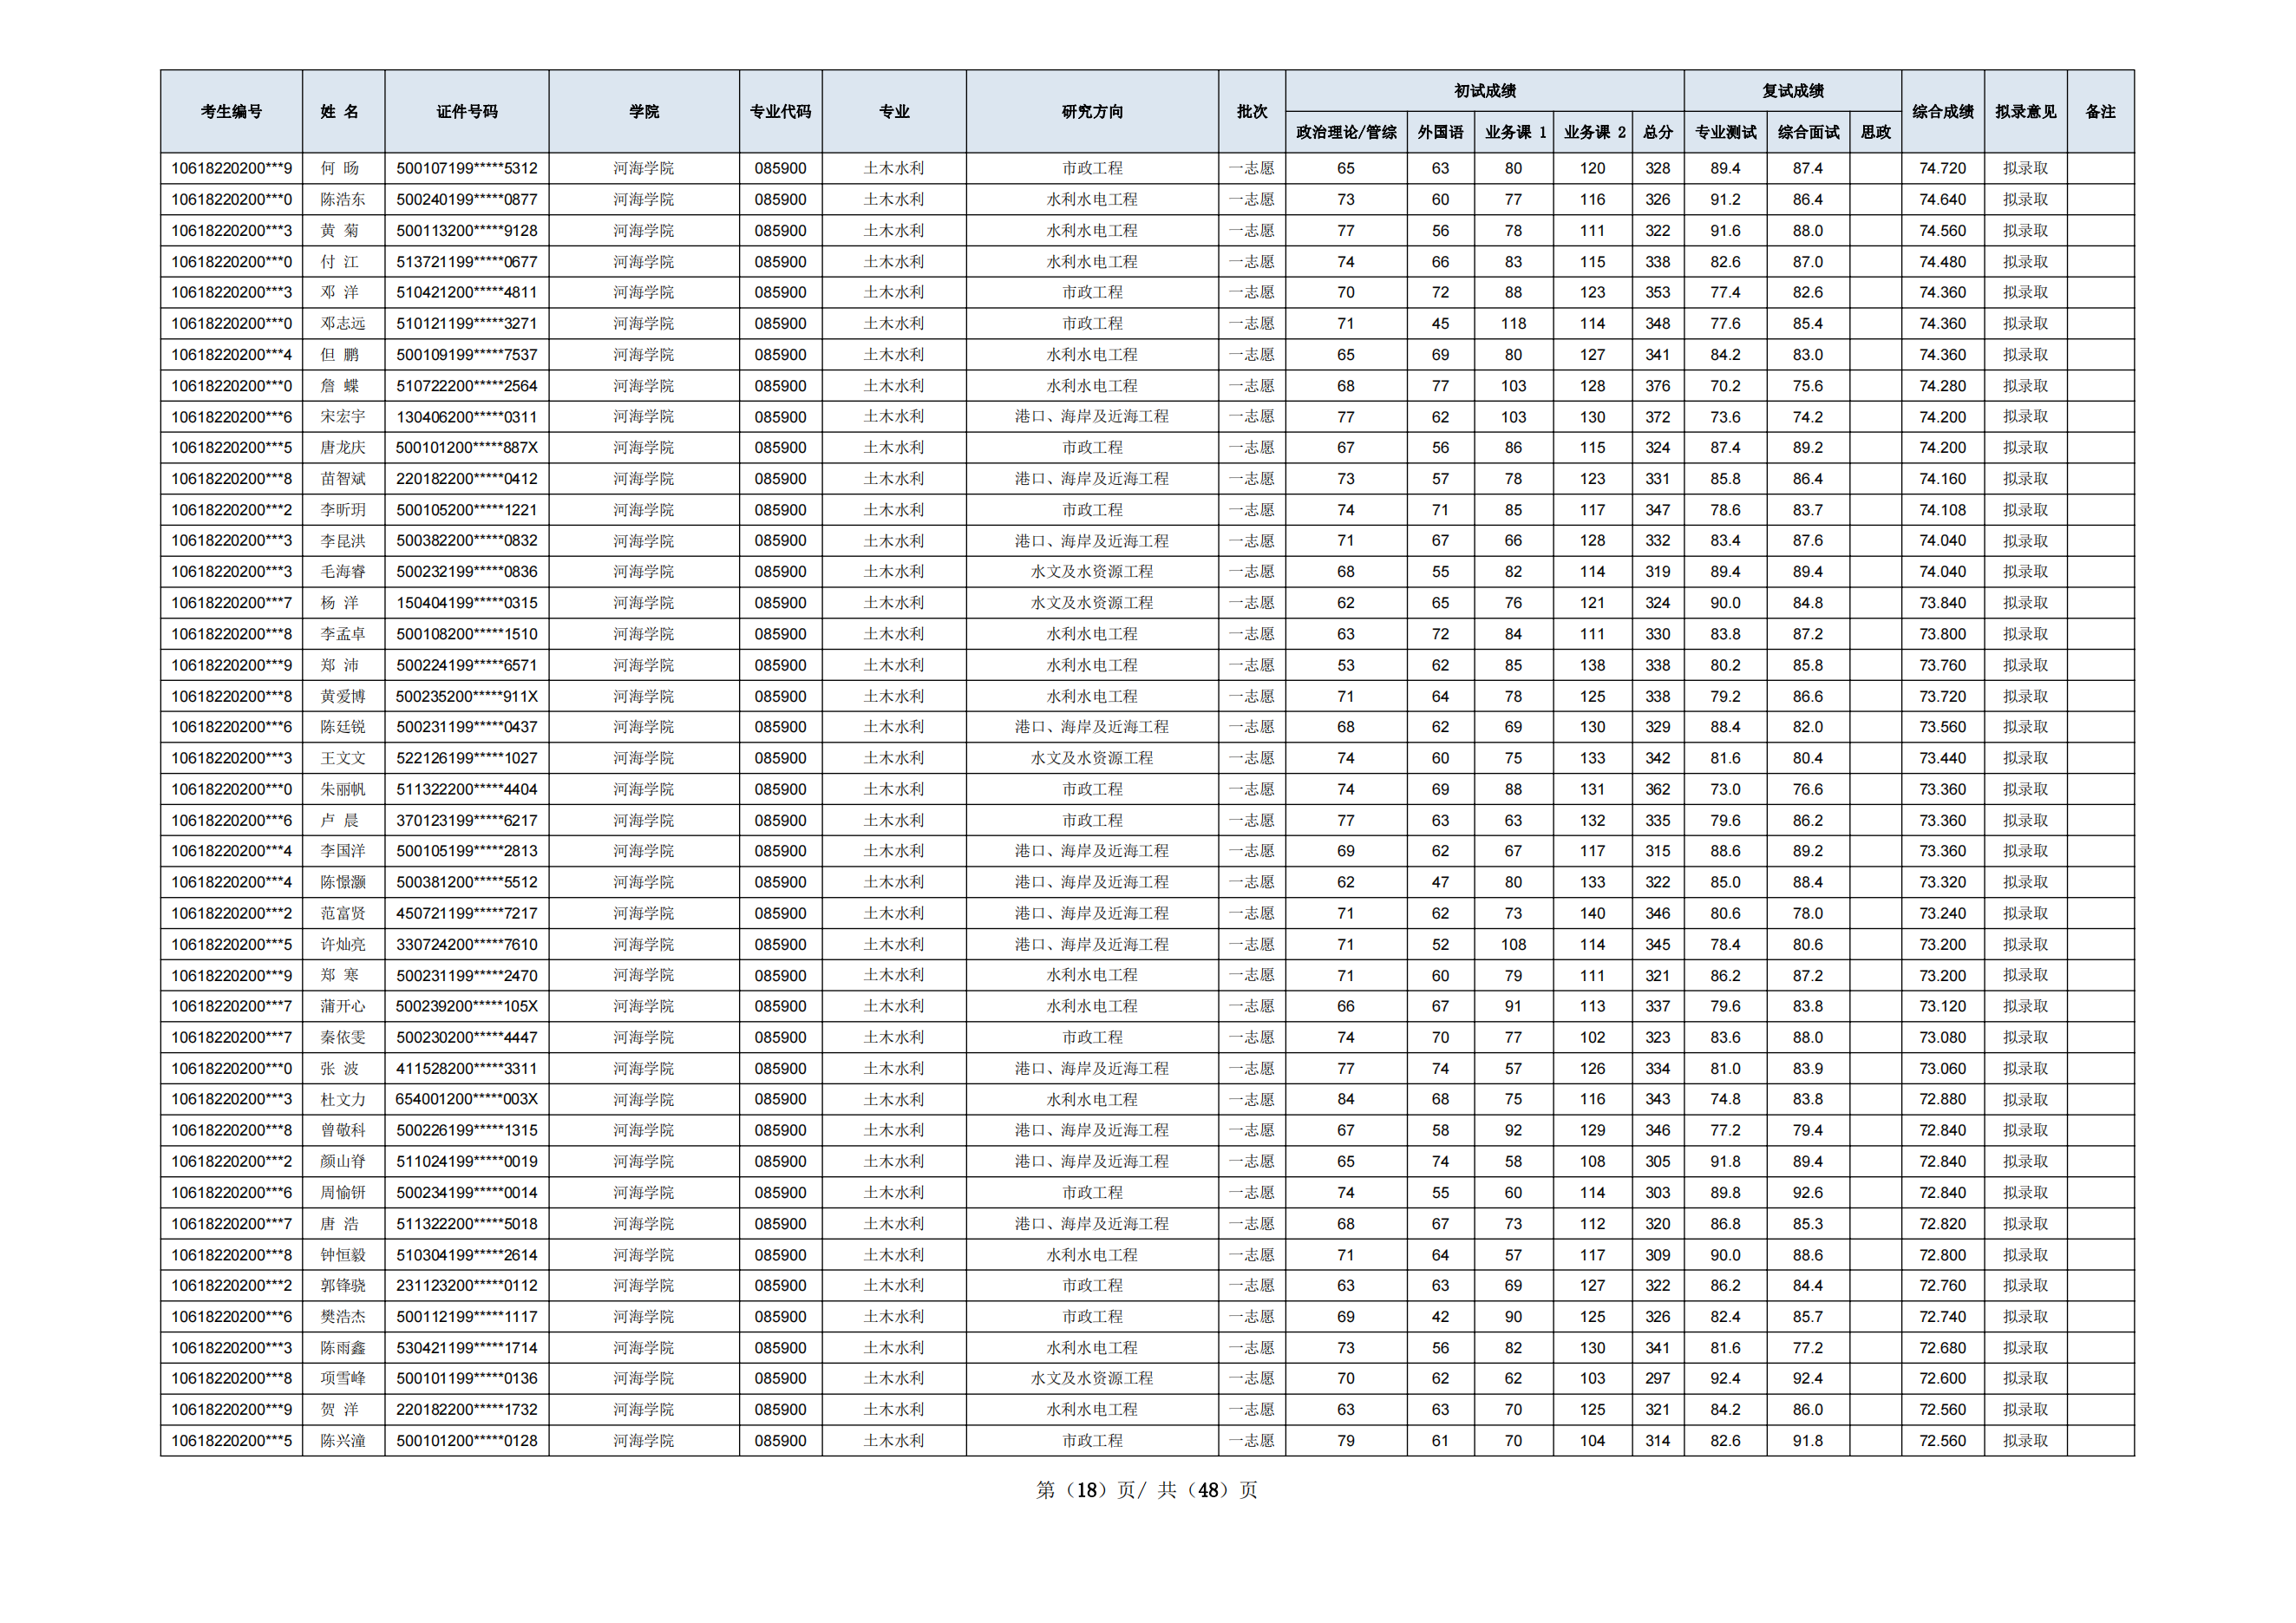 考生编号 姓 名 证件号码 学院 专业代码 专业 研究方向 批次 初试成绩 复试成绩 综合成绩 拟录意见 备注
政治理论/管综 外国语 业务课 1 业务课 2 总分 专业测试 综合面试 思政
10618220200***9 何 旸 500107199*****5312 河海学院 085900 土木水利 市政工程 一志愿 65 63 80 120 328 89.4 87.4 74.720 拟录取
10618220200***0 陈浩东 500240199*****0877 河海学院 085900 土木水利 水利水电工程 一志愿 73 60 77 116 326 91.2 86.4 74.640 拟录取
10618220200***3 黄 菊 500113200*****9128 河海学院 085900 土木水利 水利水电工程 一志愿 77 56 78 111 322 91.6 88.0 74.560 拟录取
10618220200***0 付 江 513721199*****0677 河海学院 085900 土木水利 水利水电工程 一志愿 74 66 83 115 338 82.6 87.0 74.480 拟录取
10618220200***3 邓 洋 510421200*****4811 河海学院 085900 土木水利 市政工程 一志愿 70 72 88 123 353 77.4 82.6 74.360 拟录取
10618220200***0 邓志远 510121199*****3271 河海学院 085900 土木水利 市政工程 一志愿 71 45 118 114 348 77.6 85.4 74.360 拟录取
10618220200***4 但 鹏 500109199*****7537 河海学院 085900 土木水利 水利水电工程 一志愿 65 69 80 127 341 84.2 83.0 74.360 拟录取
10618220200***0 詹 蝶 510722200*****2564 河海学院 085900 土木水利 水利水电工程 一志愿 68 77 103 128 376 70.2 75.6 74.280 拟录取
10618220200***6 宋宏宇 130406200*****0311 河海学院 085900 土木水利 港口、海岸及近海工程 一志愿 77 62 103 130 372 73.6 74.2 74.200 拟录取
10618220200***5 唐龙庆 500101200*****887X 河海学院 085900 土木水利 市政工程 一志愿 67 56 86 115 324 87.4 89.2 74.200 拟录取
10618220200***8 苗智斌 220182200*****0412 河海学院 085900 土木水利 港口、海岸及近海工程 一志愿 73 57 78 123 331 85.8 86.4 74.160 拟录取
10618220200***2 李昕玥 500105200*****1221 河海学院 085900 土木水利 市政工程 一志愿 74 71 85 117 347 78.6 83.7 74.108 拟录取
10618220200***3 李昆洪 500382200*****0832 河海学院 085900 土木水利 港口、海岸及近海工程 一志愿 71 67 66 128 332 83.4 87.6 74.040 拟录取
10618220200***3 毛海睿 500232199*****0836 河海学院 085900 土木水利 水文及水资源工程 一志愿 68 55 82 114 319 89.4 89.4 74.040 拟录取
10618220200***7 杨 洋 150404199*****0315 河海学院 085900 土木水利 水文及水资源工程 一志愿 62 65 76 121 324 90.0 84.8 73.840 拟录取
10618220200***8 李孟卓 500108200*****1510 河海学院 085900 土木水利 水利水电工程 一志愿 63 72 84 111 330 83.8 87.2 73.800 拟录取
10618220200***9 郑 沛 500224199*****6571 河海学院 085900 土木水利 水利水电工程 一志愿 53 62 85 138 338 80.2 85.8 73.760 拟录取
10618220200***8 黄爱博 500235200*****911X 河海学院 085900 土木水利 水利水电工程 一志愿 71 64 78 125 338 79.2 86.6 73.720 拟录取
10618220200***6 陈廷锐 500231199*****0437 河海学院 085900 土木水利 港口、海岸及近海工程 一志愿 68 62 69 130 329 88.4 82.0 73.560 拟录取
10618220200***3 王文文 522126199*****1027 河海学院 085900 土木水利 水文及水资源工程 一志愿 74 60 75 133 342 81.6 80.4 73.440 拟录取
10618220200***0 朱丽帆 511322200*****4404 河海学院 085900 土木水利 市政工程 一志愿 74 69 88 131 362 73.0 76.6 73.360 拟录取
10618220200***6 卢 晨 370123199*****6217 河海学院 085900 土木水利 市政工程 一志愿 77 63 63 132 335 79.6 86.2 73.360 拟录取
10618220200***4 李国洋 500105199*****2813 河海学院 085900 土木水利 港口、海岸及近海工程 一志愿 69 62 67 117 315 88.6 89.2 73.360 拟录取
10618220200***4 陈憬灏 500381200*****5512 河海学院 085900 土木水利 港口、海岸及近海工程 一志愿 62 47 80 133 322 85.0 88.4 73.320 拟录取
10618220200***2 范富贤 450721199*****7217 河海学院 085900 土木水利 港口、海岸及近海工程 一志愿 71 62 73 140 346 80.6 78.0 73.240 拟录取
10618220200***5 许灿亮 330724200*****7610 河海学院 085900 土木水利 港口、海岸及近海工程 一志愿 71 52 108 114 345 78.4 80.6 73.200 拟录取
10618220200***9 郑 寒 500231199*****2470 河海学院 085900 土木水利 水利水电工程 一志愿 71 60 79 111 321 86.2 87.2 73.200 拟录取
10618220200***7 蒲开心 500239200*****105X 河海学院 085900 土木水利 水利水电工程 一志愿 66 67 91 113 337 79.6 83.8 73.120 拟录取
10618220200***7 秦依雯 500230200*****4447 河海学院 085900 土木水利 市政工程 一志愿 74 70 77 102 323 83.6 88.0 73.080 拟录取
10618220200***0 张 波 411528200*****3311 河海学院 085900 土木水利 港口、海岸及近海工程 一志愿 77 74 57 126 334 81.0 83.9 73.060 拟录取
10618220200***3 杜文力 654001200*****003X 河海学院 085900 土木水利 水利水电工程 一志愿 84 68 75 116 343 74.8 83.8 72.880 拟录取
10618220200***8 曾敬科 500226199*****1315 河海学院 085900 土木水利 港口、海岸及近海工程 一志愿 67 58 92 129 346 77.2 79.4 72.840 拟录取
10618220200***2 颜山脊 511024199*****0019 河海学院 085900 土木水利 港口、海岸及近海工程 一志愿 65 74 58 108 305 91.8 89.4 72.840 拟录取
10618220200***6 周愉钘 500234199*****0014 河海学院 085900 土木水利 市政工程 一志愿 74 55 60 114 303 89.8 92.6 72.840 拟录取
10618220200***7 唐 浩 511322200*****5018 河海学院 085900 土木水利 港口、海岸及近海工程 一志愿 68 67 73 112 320 86.8 85.3 72.820 拟录取
10618220200***8 钟恒毅 510304199*****2614 河海学院 085900 土木水利 水利水电工程 一志愿 71 64 57 117 309 90.0 88.6 72.800 拟录取
10618220200***2 郭锋骁 231123200*****0112 河海学院 085900 土木水利 市政工程 一志愿 63 63 69 127 322 86.2 84.4 72.760 拟录取
10618220200***6 樊浩杰 500112199*****1117 河海学院 085900 土木水利 市政工程 一志愿 69 42 90 125 326 82.4 85.7 72.740 拟录取
10618220200***3 陈雨鑫 530421199*****1714 河海学院 085900 土木水利 水利水电工程 一志愿 73 56 82 130 341 81.6 77.2 72.680 拟录取
10618220200***8 项雪峰 500101199*****0136 河海学院 085900 土木水利 水文及水资源工程 一志愿 70 62 62 103 297 92.4 92.4 72.600 拟录取
10618220200***9 贺 洋 220182200*****1732 河海学院 085900 土木水利 水利水电工程 一志愿 63 63 70 125 321 84.2 86.0 72.560 拟录取
10618220200***5 陈兴潼 500101200*****0128 河海学院 085900 土木水利 市政工程 一志愿 79 61 70 104 314 82.6 91.8 72.560 拟录取
第（18）页/ 共（48）页